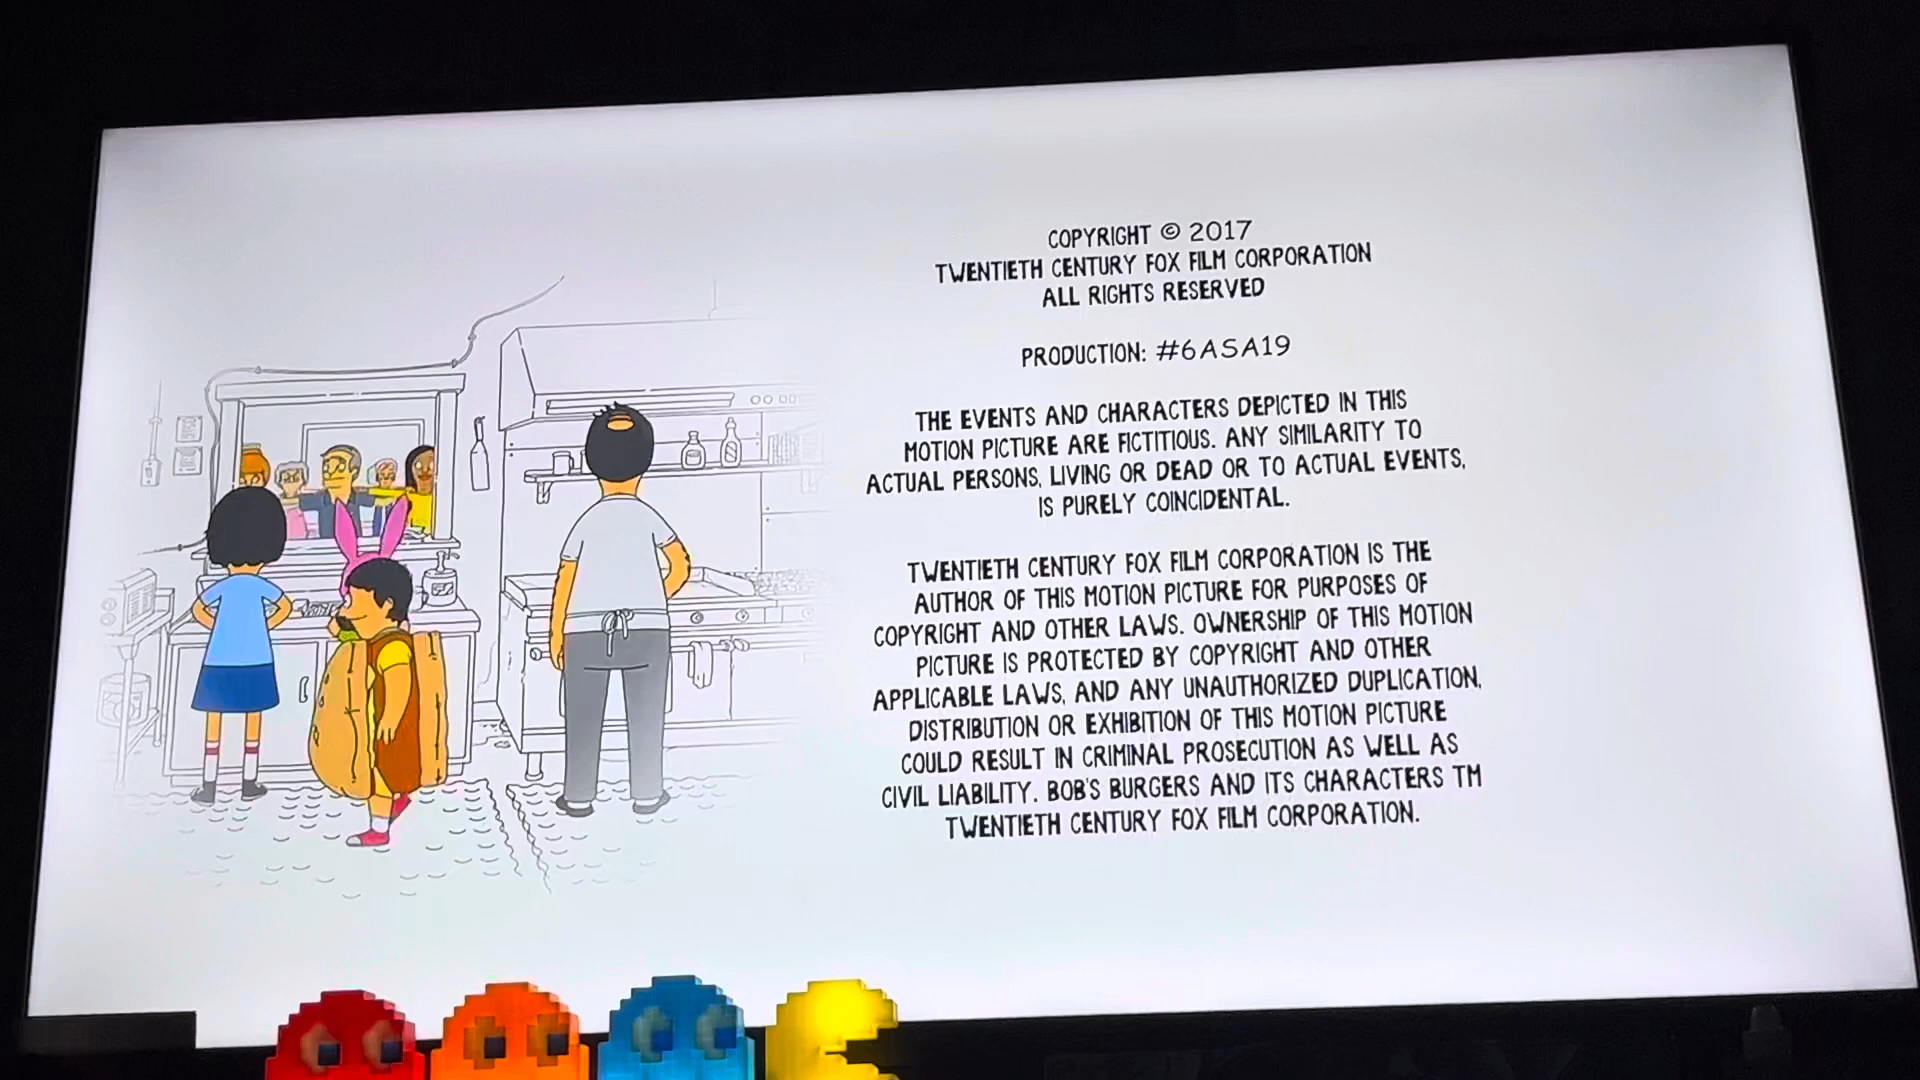 COPYRIGHT © 2017
TWENTIETH CENTURY FOX FILM CORPORATION
ALL RIGHTS RESERVED
PRODUCTION: #6ASA19
THE EVENTS AND CHARACTERS DEPICTED IN THIS
MOTION PICTURE ARE FICTITIOUS. ANY SIMILARITY TO
ACTUAL PERSONS, LIVING OR DEAD OR TO ACTUAL EVENTS,
IS PURELY COINCIDENTAL.
TWENTIETH CENTURY FOX FILM CORPORATION IS THE
AUTHOR OF THIS MOTION PICTURE FOR PURPOSES OF
COPYRIGHT AND OTHER LAWS. OWNERSHIP OF THIS MOTION
PICTURE IS PROTECTED BY COPYRIGHT AND OTHER
APPLICABLE LAWS, AND ANY UNAUTHORIZED DUPLICATION,
DISTRIBUTION OR EXHIBITION OF THIS MOTION PICTURE
COULD RESULT IN CRIMINAL PROSECUTION AS WELL AS
CIVIL LIABILITY. BOB'S BURGERS AND ITS CHARACTERS TM
TWENTIETH CENTURY FOX FILM CORPORATION.